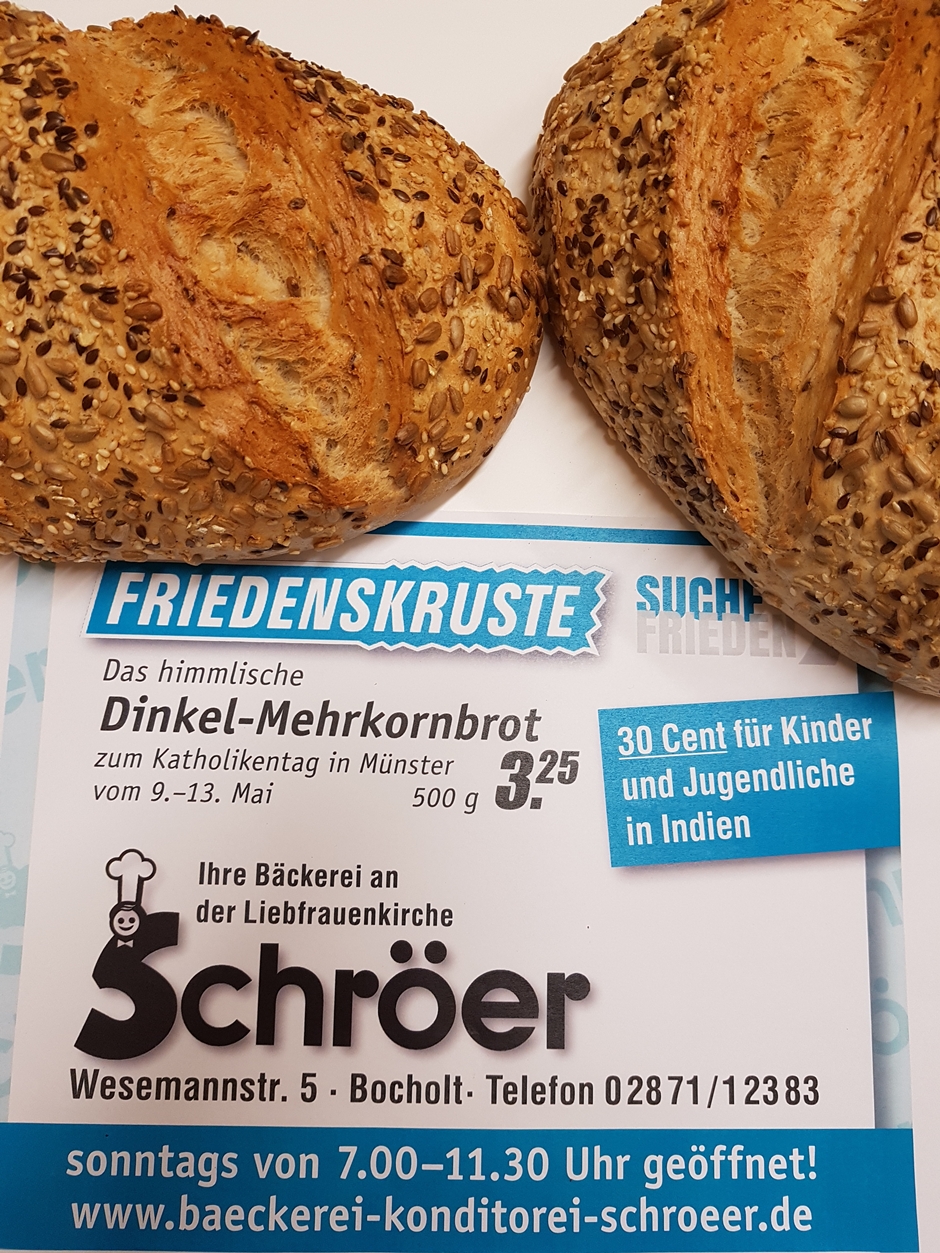 FRIEDENSKRUSTE
SUCHE
FRIEDEN
Das himmlische
Dinkel-Mehrkornbrot
zum Katholikentag in Münster
vom 9.–13. Mai
500 g 3.25
30 Cent für Kinder
und Jugendliche
in Indien
Ihre Bäckerei an
der Liebfrauenkirche
Schröer
Wesemannstr. 5 · Bocholt · Telefon 02871/12383
sonntags von 7.00–11.30 Uhr geöffnet!
www.baeckerei-konditorei-schroeer.de